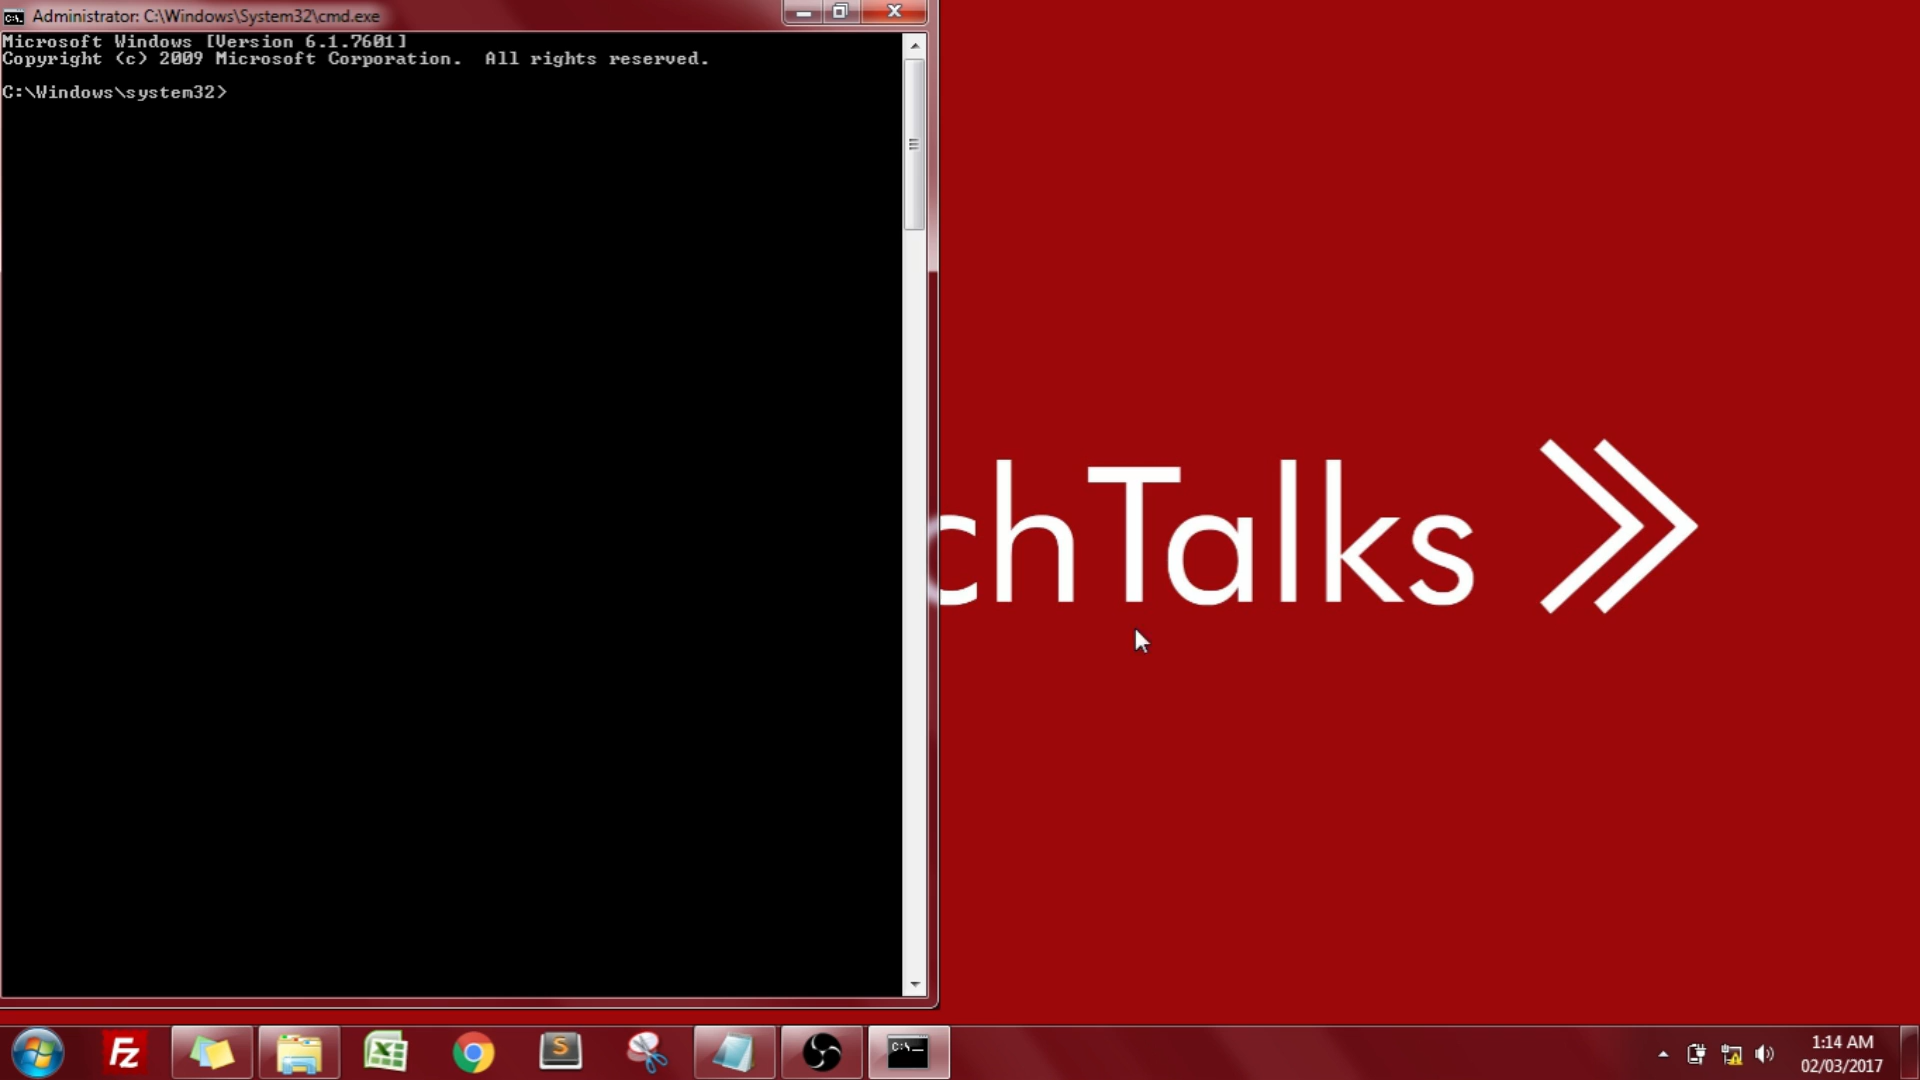 Administrator: C:\Windows\System32\cmd.exe
Microsoft Windows [Version 6.1.7601]
Copyright (c) 2009 Microsoft Corporation.  All rights reserved.
C:\Windows\system32>
chTalks
Fz
S
C:\_
1:14 AM
02/03/2017